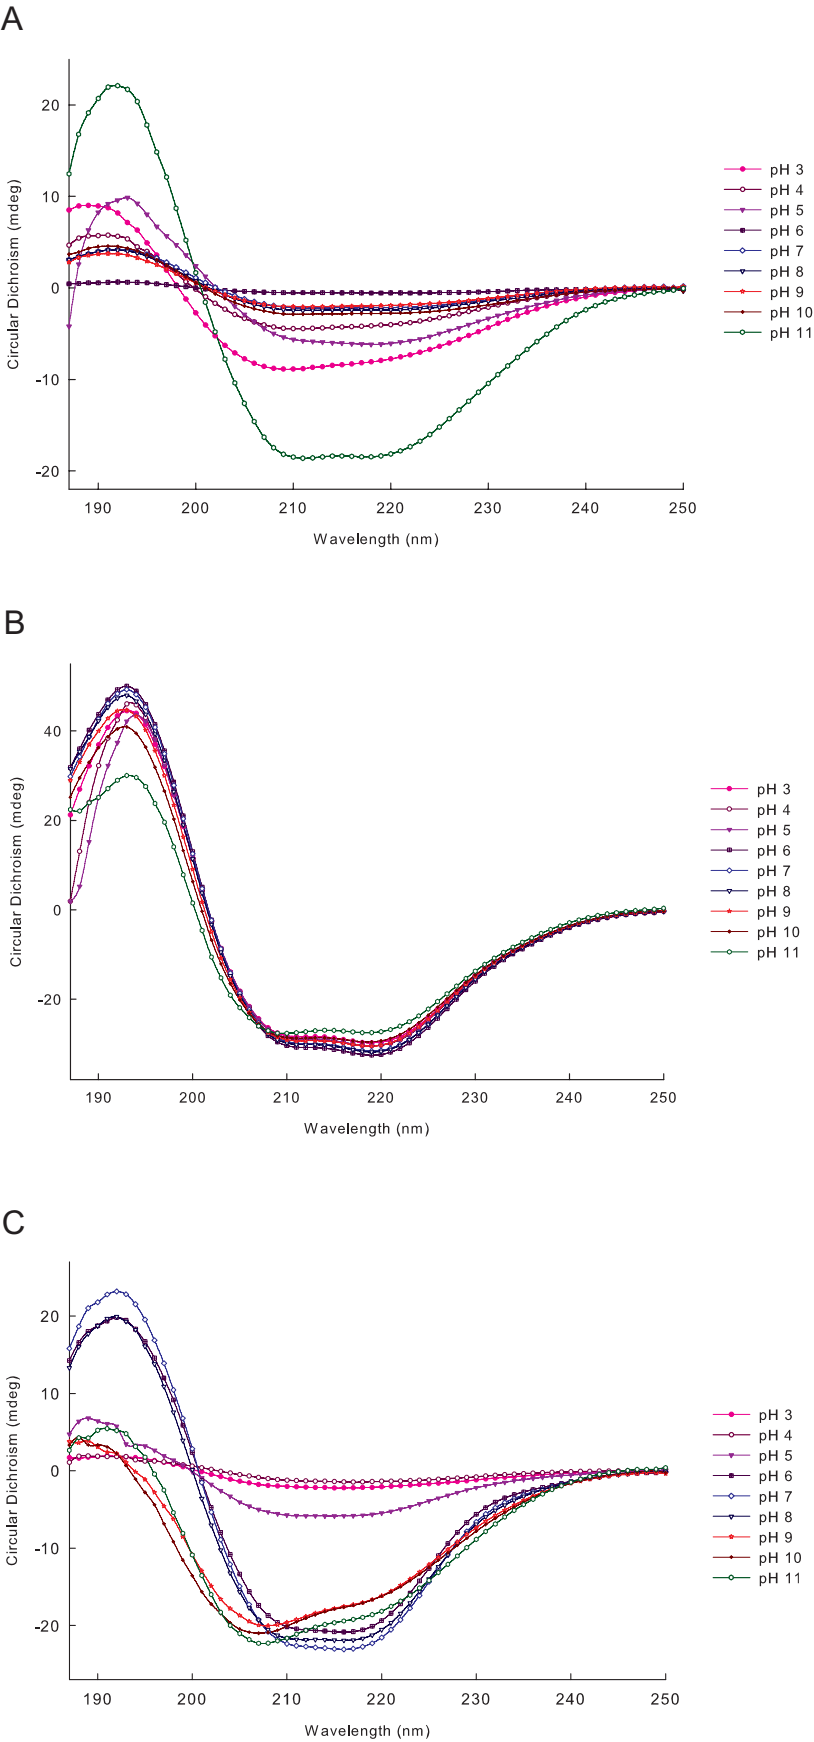 A
20
10
0
-10
-20
Circular Dichroism (mdeg)
190 200 210 220 230 240 250
Wavelength (nm)
pH 3
pH 4
pH 5
pH 6
pH 7
pH 8
pH 9
pH 10
pH 11
B
40
20
0
-20
Circular Dichroism (mdeg)
190 200 210 220 230 240 250
Wavelength (nm)
pH 3
pH 4
pH 5
pH 6
pH 7
pH 8
pH 9
pH 10
pH 11
C
20
10
0
-10
-20
Circular Dichroism (mdeg)
190 200 210 220 230 240 250
Wavelength (nm)
pH 3
pH 4
pH 5
pH 6
pH 7
pH 8
pH 9
pH 10
pH 11